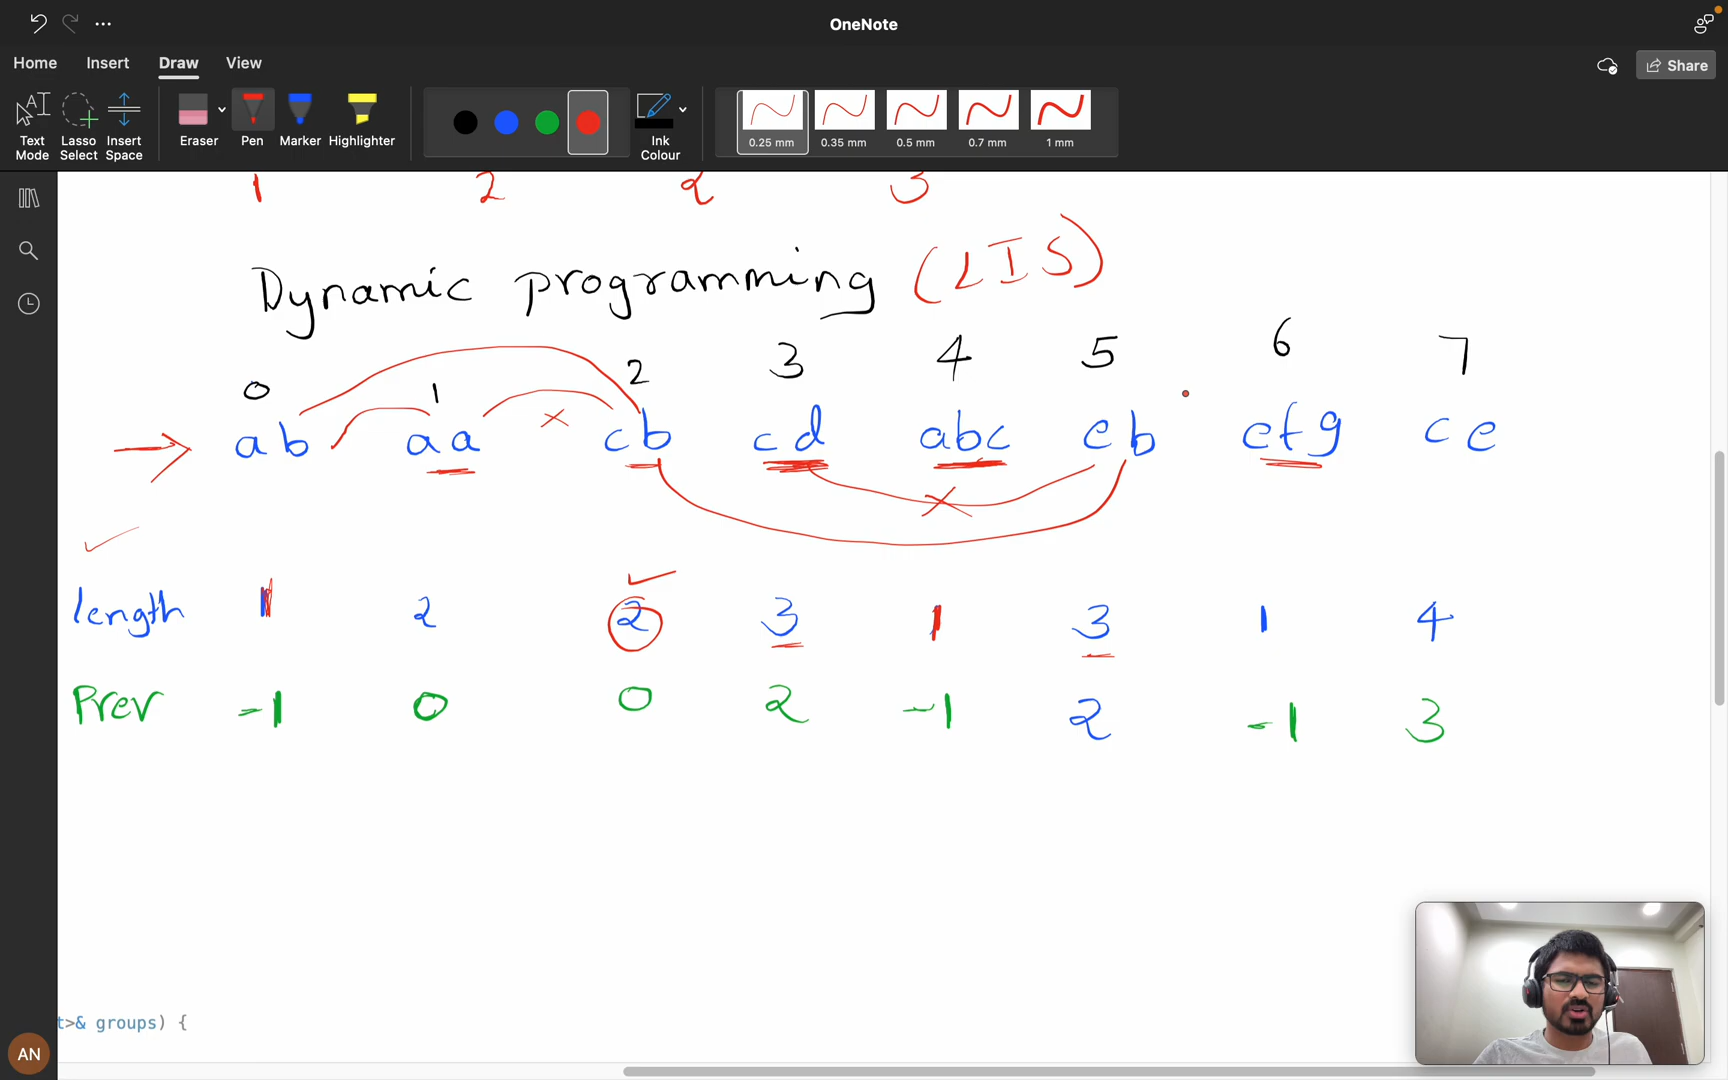 OneNote
Home Insert Draw View
Share
Text Mode Lasso Select Insert Space Eraser Pen Marker Highlighter Ink Colour 0.25 mm 0.35 mm 0.5 mm 0.7 mm 1 mm
1 2 2 3
Dynamic programming (LIS)
0 1 2 3 4 5 6 7
ab aa cb cd abc eb efg ce
length 1 2 2 3 1 3 1 4
Prev -1 0 0 2 -1 2 -1 3
t>& groups) {
AN